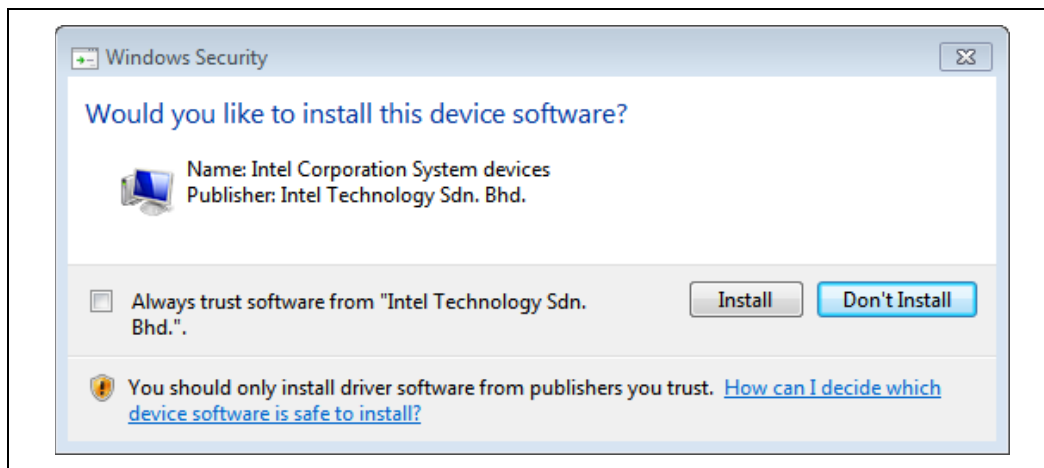 Windows Security
Would you like to install this device software?
Name: Intel Corporation System devices
Publisher: Intel Technology Sdn. Bhd.
Always trust software from "Intel Technology Sdn.
Bhd.".
Install
Don't Install
You should only install driver software from publishers you trust. How can I decide which
device software is safe to install?